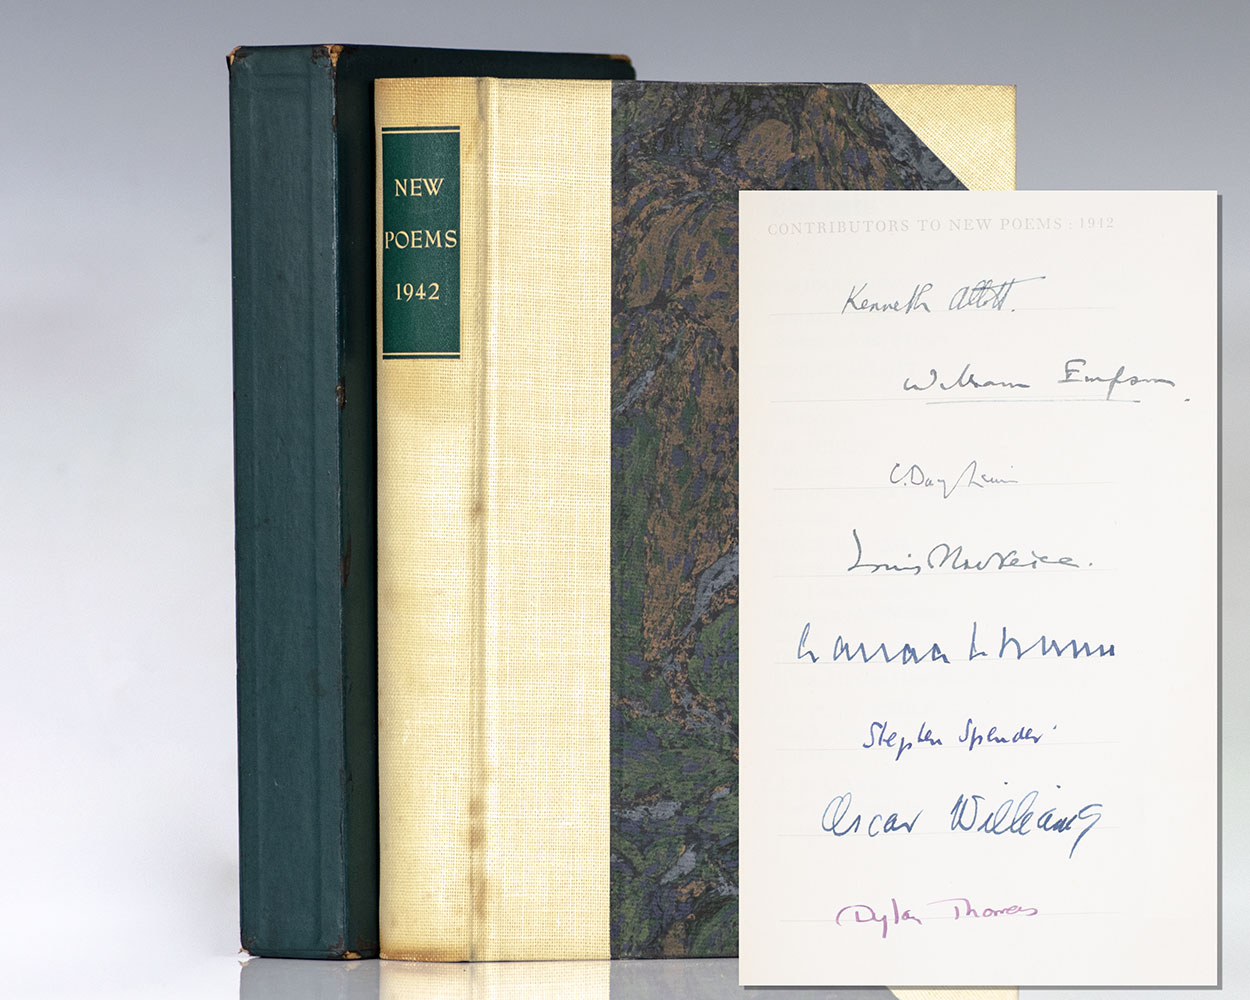 NEW
POEMS
1942
CONTRIBUTORS TO NEW POEMS : 1942
Kenneth Allott.
William Empson.
C. Day Lewis
Louis MacNeice.
Stephen Spender
Oscar Williams
Dylan Thomas